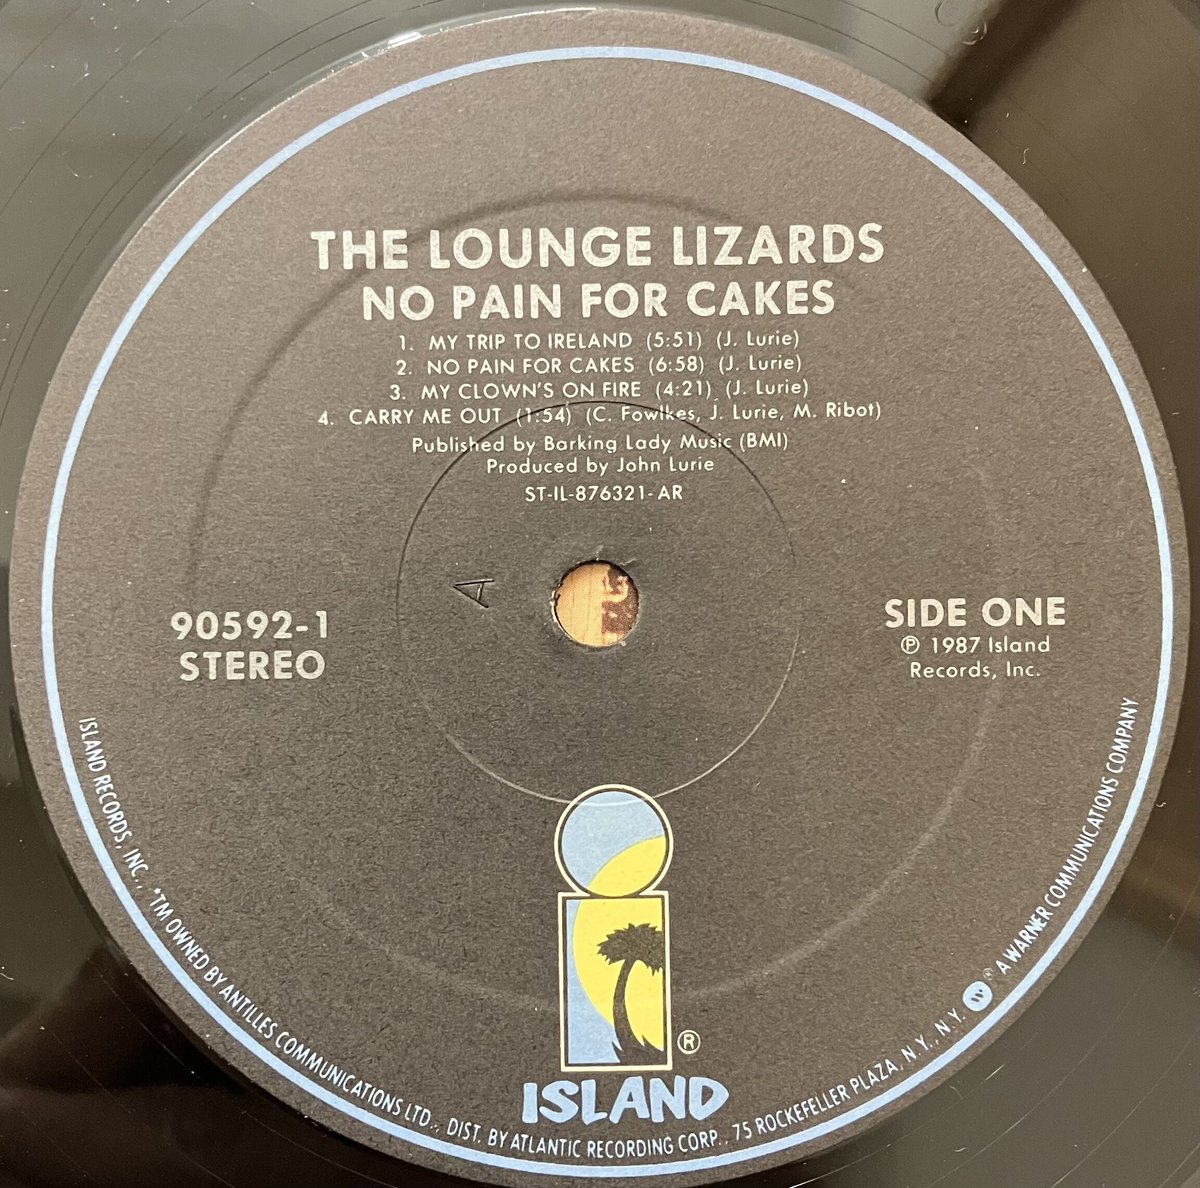 THE LOUNGE LIZARDS
NO PAIN FOR CAKES
1. MY TRIP TO IRELAND (5:51) (J. Lurie)
2. NO PAIN FOR CAKES (6:58) (J. Lurie)
3. MY CLOWN'S ON FIRE (4:21) (J. Lurie)
4. CARRY ME OUT (1:54) (C. Fowlkes, J. Lurie, M. Ribot)
Published by Barking Lady Music (BMI)
Produced by John Lurie
ST-IL-876321-AR
A
90592-1
STEREO
SIDE ONE
℗ 1987 Island
Records, Inc.
®
ISLAND
ISLAND RECORDS, INC., *TM OWNED BY ANTILLES COMMUNICATIONS LTD., DIST. BY ATLANTIC RECORDING CORP., 75 ROCKEFELLER PLAZA, N.Y., N.Y. ® A WARNER COMMUNICATIONS COMPANY